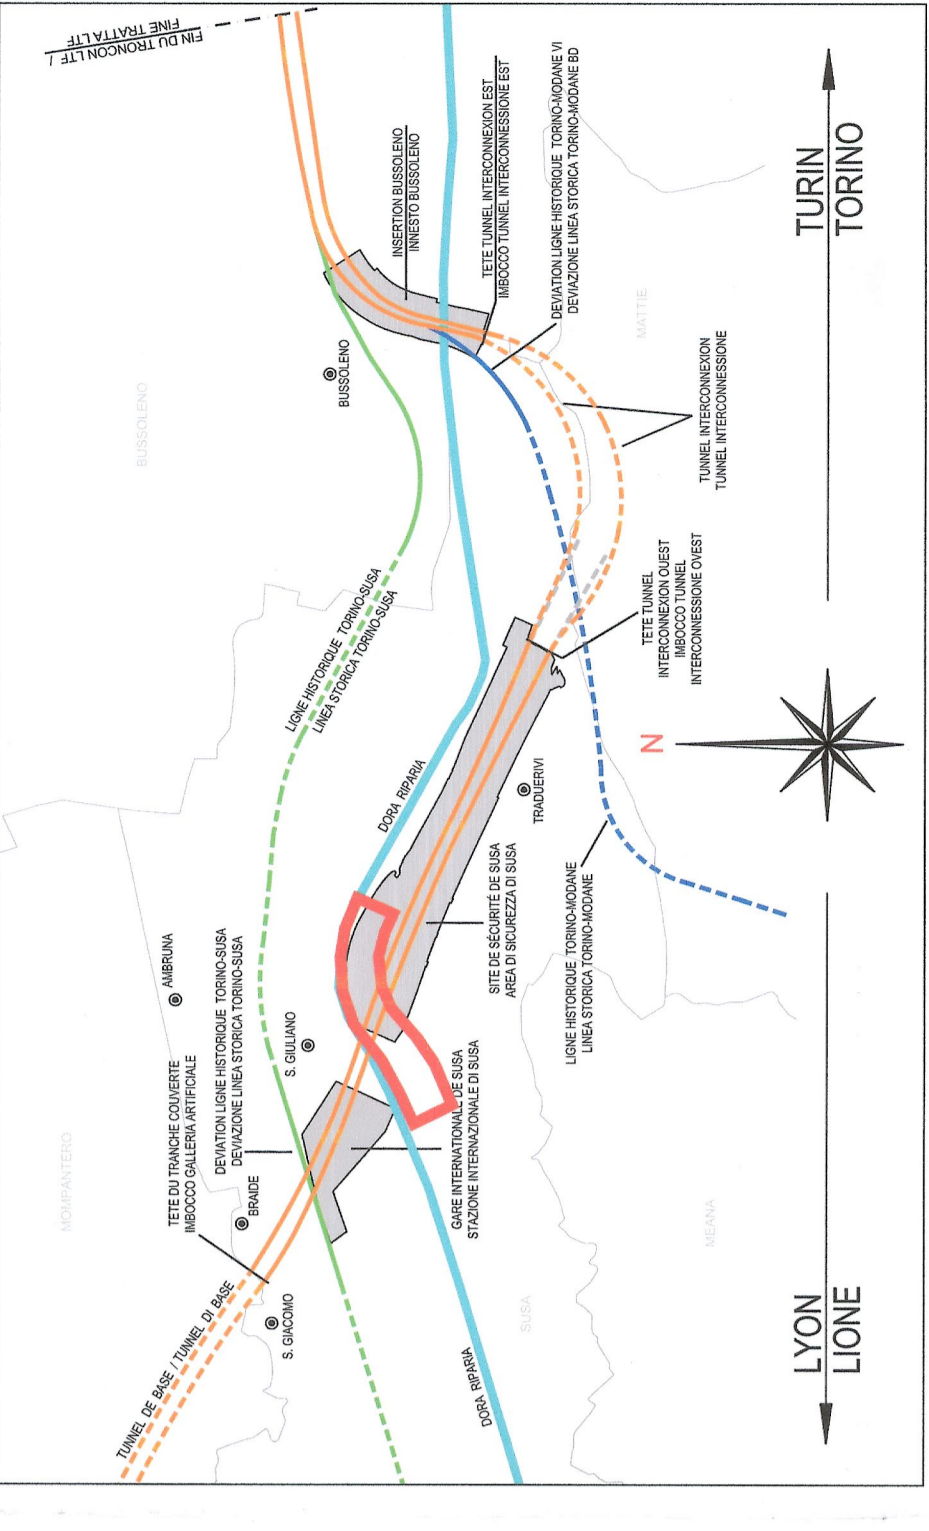 FIN DU TRONCON LTF /
FINE TRATTA LTF
MOMPANTERO
BUSSOLENO
TUNNEL DE BASE / TUNNEL DI BASE
S. GIACOMO
BRAIDE
TETE DU TRANCHE COUVERTE
IMBOCCO GALLERIA ARTIFICIALE
AMBRUNA
DEVIATION LIGNE HISTORIQUE TORINO-SUSA
DEVIAZIONE LINEA STORICA TORINO-SUSA
S. GIULIANO
LIGNE HISTORIQUE TORINO-SUSA
LINEA STORICA TORINO-SUSA
BUSSOLENO
INSERTION BUSSOLENO
INNESTO BUSSOLENO
DORA RIPARIA
DORA RIPARIA
GARE INTERNATIONALE DE SUSA
STAZIONE INTERNAZIONALE DI SUSA
SITE DE SÉCURITÉ DE SUSA
AREA DI SICUREZZA DI SUSA
TRADUERIVI
TETE TUNNEL INTERCONNEXION EST
IMBOCCO TUNNEL INTERCONNESSIONE EST
DEVIATION LIGNE HISTORIQUE TORINO-MODANE VI
DEVIAZIONE LINEA STORICA TORINO-MODANE BD
SUSA
LIGNE HISTORIQUE TORINO-MODANE
LINEA STORICA TORINO-MODANE
TETE TUNNEL
INTERCONNEXION OUEST
IMBOCCO TUNNEL
INTERCONNESSIONE OVEST
MATTIE
TUNNEL INTERCONNEXION
TUNNEL INTERCONNESSIONE
MEANA
N
LYON
LIONE
TURIN
TORINO